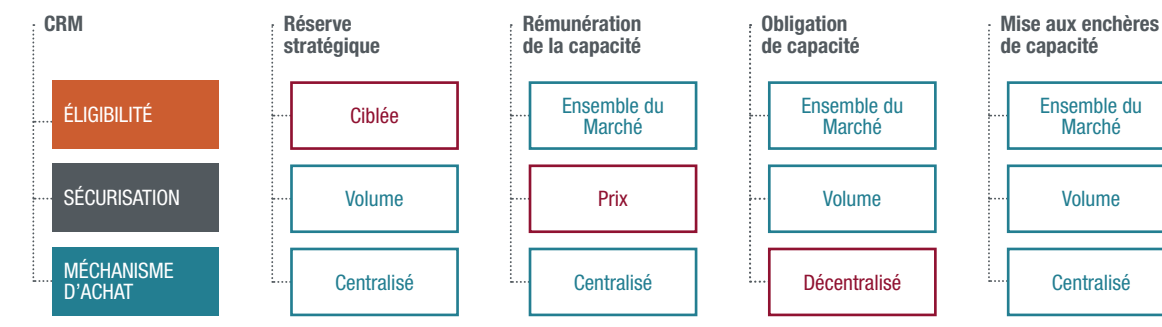 CRM
ÉLIGIBILITÉ
SÉCURISATION
MÉCHANISME
D'ACHAT
Réserve
stratégique
Ciblée
Volume
Centralisé
Rémunération
de la capacité
Ensemble du
Marché
Prix
Centralisé
Obligation
de capacité
Ensemble du
Marché
Volume
Décentralisé
Mise aux enchères
de capacité
Ensemble du
Marché
Volume
Centralisé